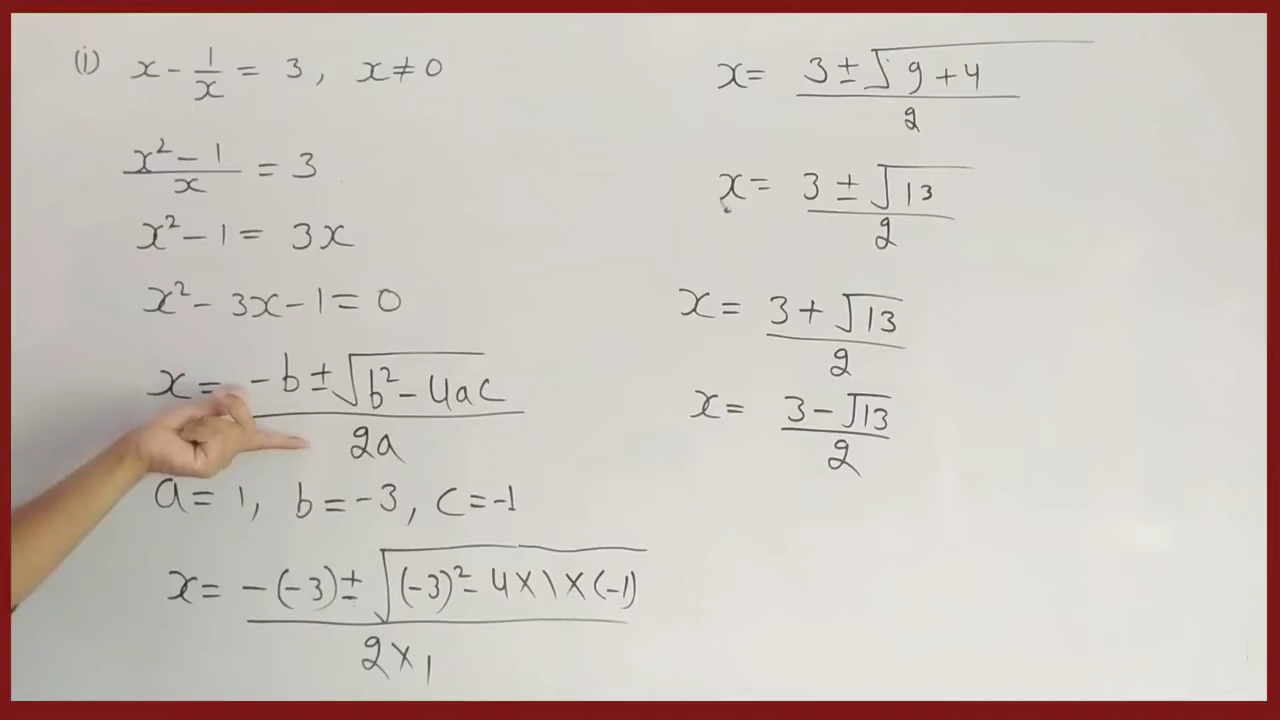 (i) x - 1/x = 3, x ≠ 0
(x² - 1)/x = 3
x² - 1 = 3x
x² - 3x - 1 = 0
x = (-b ± √(b² - 4ac))/2a
a = 1, b = -3, c = -1
x = (-(-3) ± √((-3)² - 4 × 1 × (-1)))/(2 × 1)
x = (3 ± √(9 + 4))/2
x = (3 ± √13)/2
x = (3 + √13)/2
x = (3 - √13)/2